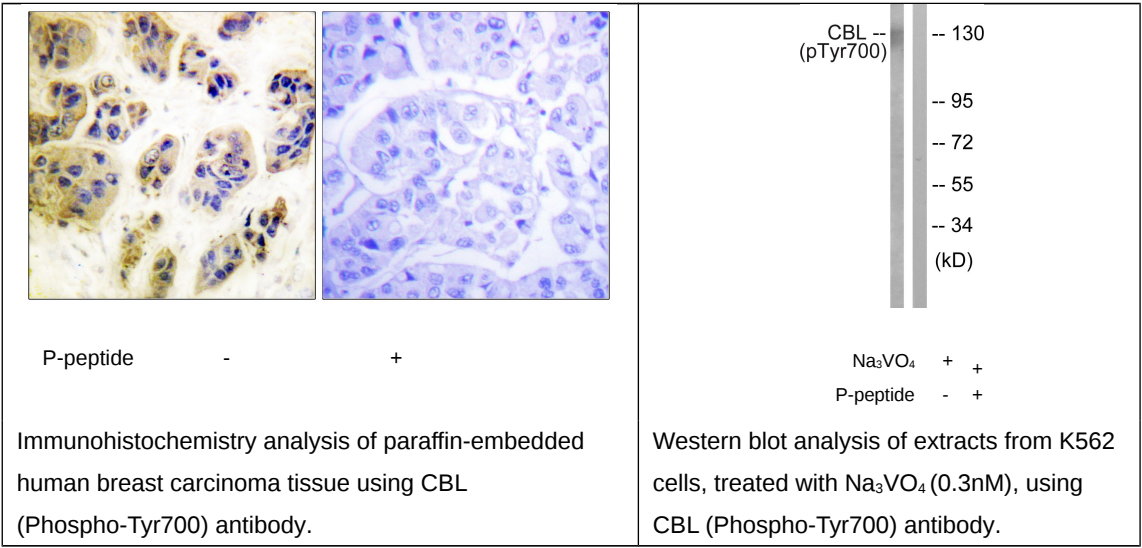 P-peptide - +
Immunohistochemistry analysis of paraffin-embedded
human breast carcinoma tissue using CBL
(Phospho-Tyr700) antibody.
CBL -- -- 130
(pTyr700)
-- 95
-- 72
-- 55
-- 34
(kD)
Na₃VO₄ + +
P-peptide - +
Western blot analysis of extracts from K562
cells, treated with Na₃VO₄ (0.3nM), using
CBL (Phospho-Tyr700) antibody.